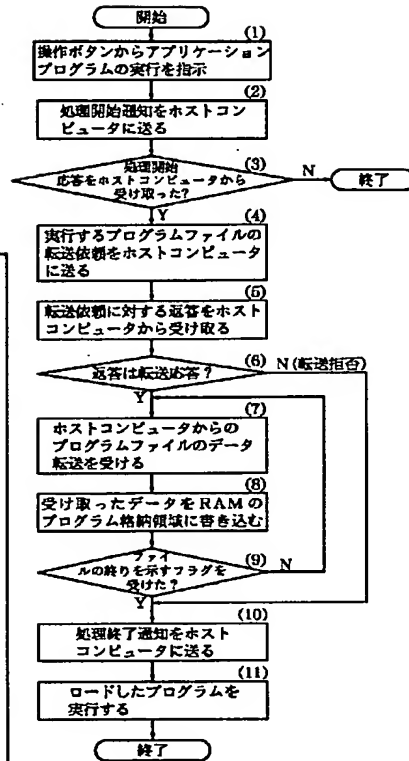 開始
(1)
操作ボタンからアプリケーション
プログラムの実行を指示
(2)
処理開始通知をホストコン
ピュータに送る
(3)
処理開始
応答をホストコンピュータから
受け取った?
N
終了
Y
(4)
実行するプログラムファイルの
転送依頼をホストコンピュータ
に送る
(5)
転送依頼に対する返答をホスト
コンピュータから受け取る
(6)
返答は転送応答?
N(転送拒否)
Y
(7)
ホストコンピュータからの
プログラムファイルのデータ
転送を受ける
(8)
受け取ったデータをRAMの
プログラム格納領域に書き込む
(9)
ファイ
ルの終りを示すフラグを
受けた?
N
Y
(10)
処理終了通知をホスト
コンピュータに送る
(11)
ロードしたプログラムを
実行する
終了